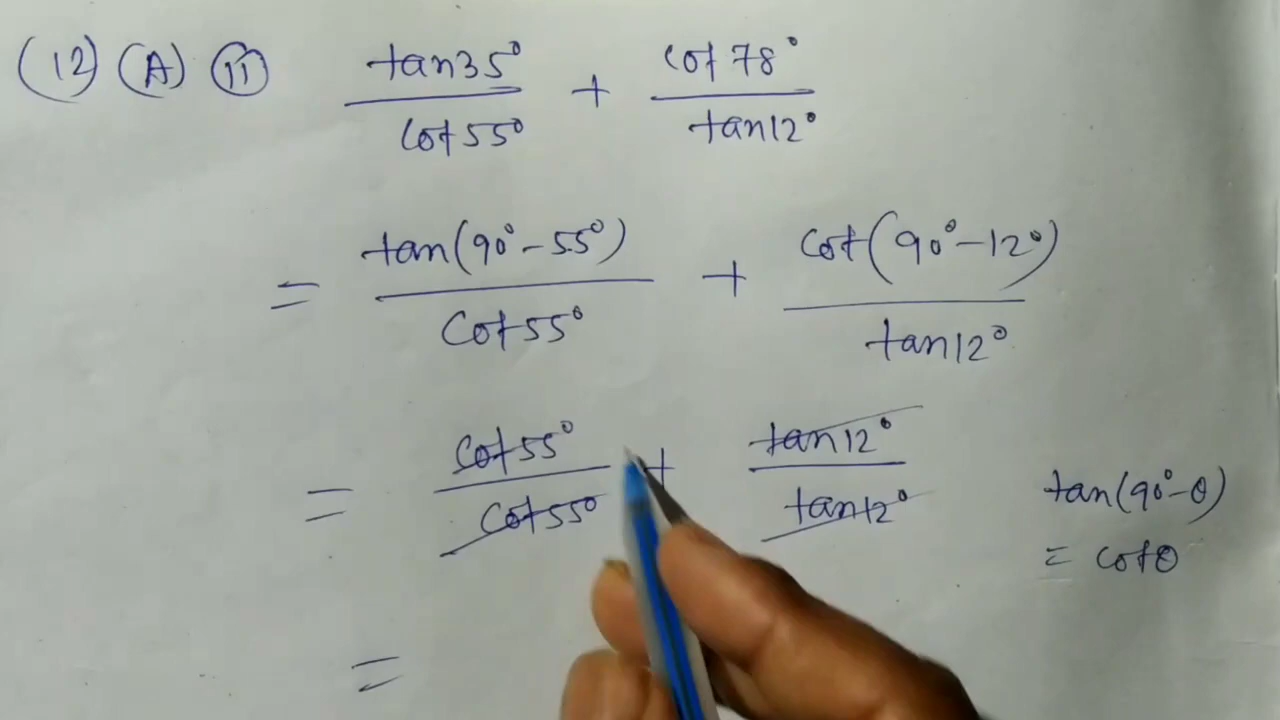 (12) (A) (ii) tan35° / cot55° + cot78° / tan12°
= tan(90°-55°) / Cot55° + cot(90°-12°) / tan12°
= cot55° / cot55° + tan12° / tan12°
tan(90°-θ)
= cotθ
=